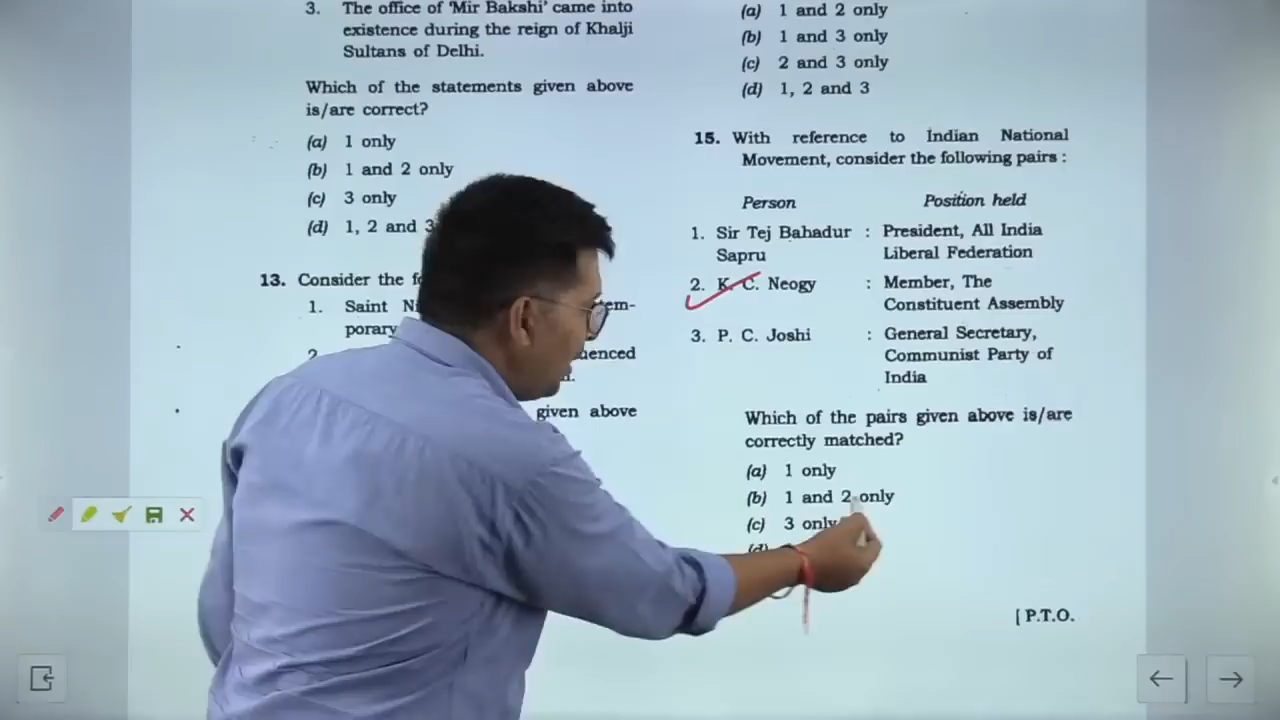 3. The office of 'Mir Bakshi' came into
existence during the reign of Khalji
Sultans of Delhi.
Which of the statements given above
is/are correct?
(a) 1 only
(b) 1 and 2 only
(c) 3 only
(d) 1, 2 and 3
13. Consider the
1. Saint
porary
2.
given above
(a) 1 and 2 only
(b) 1 and 3 only
(c) 2 and 3 only
(d) 1, 2 and 3
15. With reference to Indian National
Movement, consider the following pairs :
Person Position held
1. Sir Tej Bahadur : President, All India
Sapru Liberal Federation
2. K. C. Neogy : Member, The
Constituent Assembly
3. P. C. Joshi : General Secretary,
Communist Party of
India
Which of the pairs given above is/are
correctly matched?
(a) 1 only
(b) 1 and 2 only
(c) 3 only
(d)
[ P.T.O.